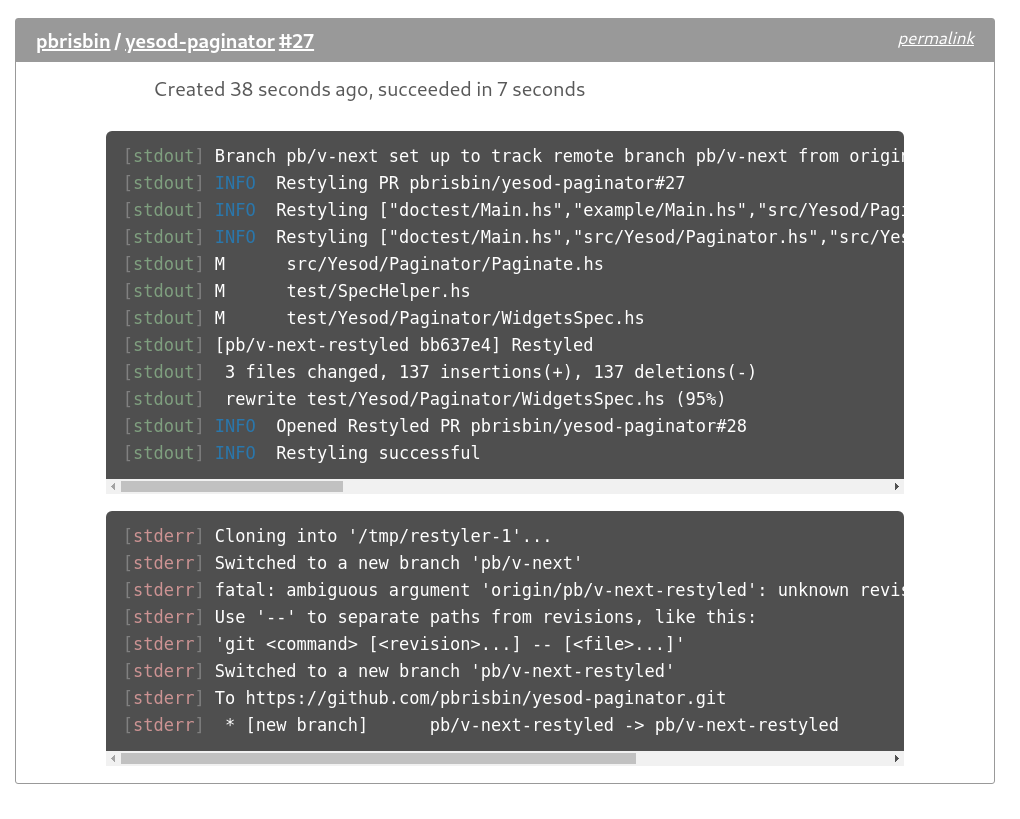 pbrisbin / yesod-paginator #27
permalink
Created 38 seconds ago, succeeded in 7 seconds
[stdout] Branch pb/v-next set up to track remote branch pb/v-next from origin
[stdout] INFO  Restyling PR pbrisbin/yesod-paginator#27
[stdout] INFO  Restyling ["doctest/Main.hs","example/Main.hs","src/Yesod/Pagi
[stdout] INFO  Restyling ["doctest/Main.hs","src/Yesod/Paginator.hs","src/Yes
[stdout] M      src/Yesod/Paginator/Paginate.hs
[stdout] M      test/SpecHelper.hs
[stdout] M      test/Yesod/Paginator/WidgetsSpec.hs
[stdout] [pb/v-next-restyled bb637e4] Restyled
[stdout]  3 files changed, 137 insertions(+), 137 deletions(-)
[stdout]  rewrite test/Yesod/Paginator/WidgetsSpec.hs (95%)
[stdout] INFO  Opened Restyled PR pbrisbin/yesod-paginator#28
[stdout] INFO  Restyling successful
[stderr] Cloning into '/tmp/restyler-1'...
[stderr] Switched to a new branch 'pb/v-next'
[stderr] fatal: ambiguous argument 'origin/pb/v-next-restyled': unknown revis
[stderr] Use '--' to separate paths from revisions, like this:
[stderr] 'git <command> [<revision>...] -- [<file>...]'
[stderr] Switched to a new branch 'pb/v-next-restyled'
[stderr] To https://github.com/pbrisbin/yesod-paginator.git
[stderr]  * [new branch]      pb/v-next-restyled -> pb/v-next-restyled